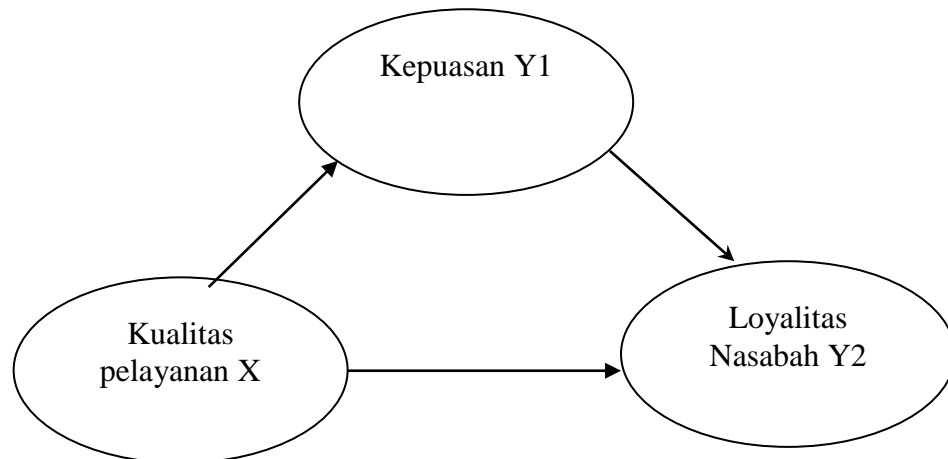 Kepuasan Y1
Kualitas
pelayanan X
Loyalitas
Nasabah Y2